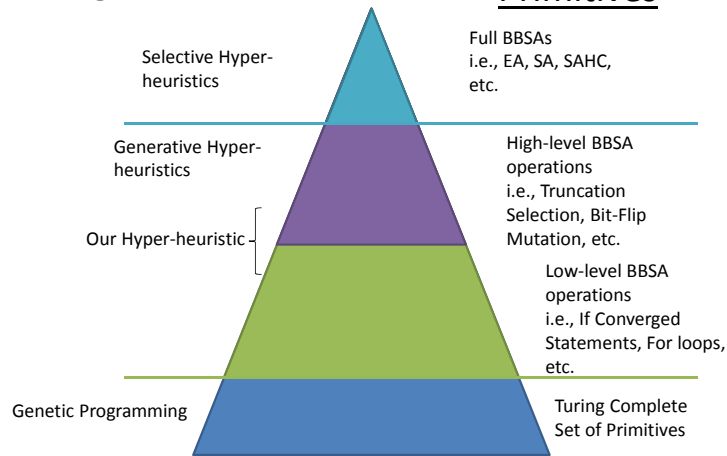 Primitives
Selective Hyper-
heuristics
Full BBSAs
i.e., EA, SA, SAHC,
etc.
Generative Hyper-
heuristics
High-level BBSA
operations
i.e., Truncation
Selection, Bit-Flip
Mutation, etc.
Our Hyper-heuristic
Low-level BBSA
operations
i.e., If Converged
Statements, For loops,
etc.
Genetic Programming
Turing Complete
Set of Primitives